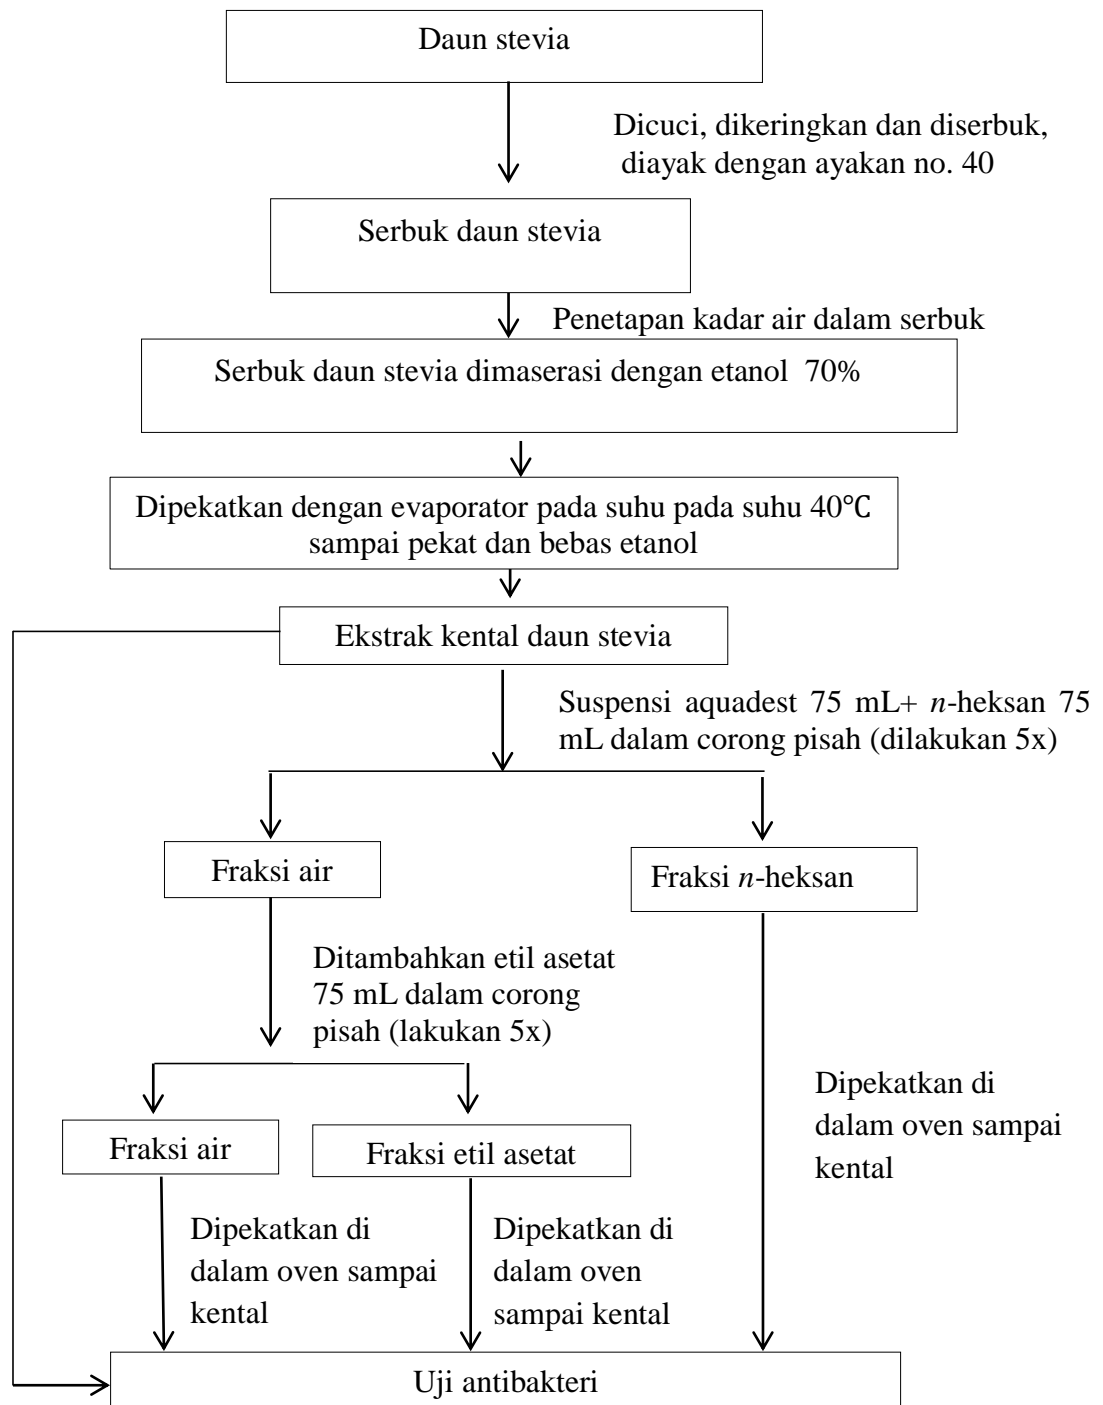 Daun stevia
Dicuci, dikeringkan dan diserbuk,
diayak dengan ayakan no. 40
Serbuk daun stevia
Penetapan kadar air dalam serbuk
Serbuk daun stevia dimaserasi dengan etanol 70%
Dipekatkan dengan evaporator pada suhu pada suhu 40℃
sampai pekat dan bebas etanol
Ekstrak kental daun stevia
Suspensi aquadest 75 mL+ n-heksan 75
mL dalam corong pisah (dilakukan 5x)
Fraksi air
Fraksi n-heksan
Ditambahkan etil asetat
75 mL dalam corong
pisah (lakukan 5x)
Fraksi air
Fraksi etil asetat
Dipekatkan di
dalam oven sampai
kental
Dipekatkan di
dalam oven sampai
kental
Dipekatkan di
dalam oven
sampai kental
Uji antibakteri